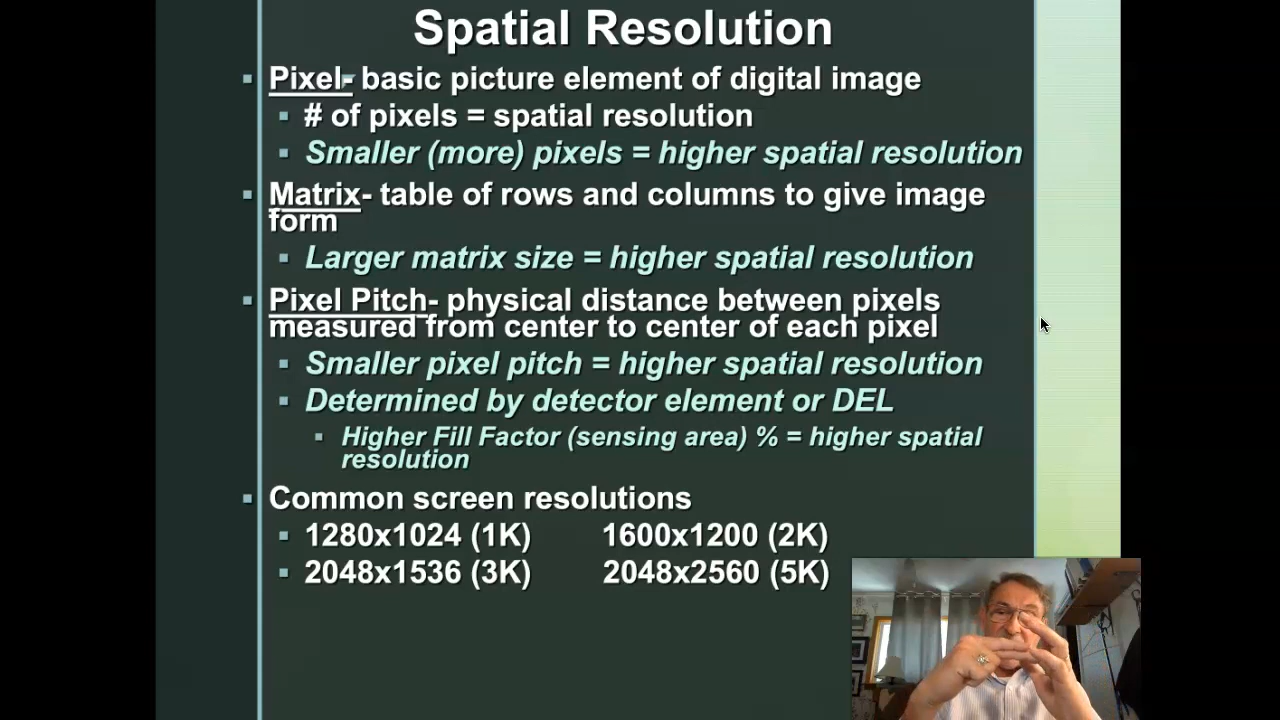 Spatial Resolution
Pixel- basic picture element of digital image
# of pixels = spatial resolution
Smaller (more) pixels = higher spatial resolution
Matrix- table of rows and columns to give image
form
Larger matrix size = higher spatial resolution
Pixel Pitch- physical distance between pixels
measured from center to center of each pixel
Smaller pixel pitch = higher spatial resolution
Determined by detector element or DEL
Higher Fill Factor (sensing area) % = higher spatial
resolution
Common screen resolutions
1280x1024 (1K) 1600x1200 (2K)
2048x1536 (3K) 2048x2560 (5K)